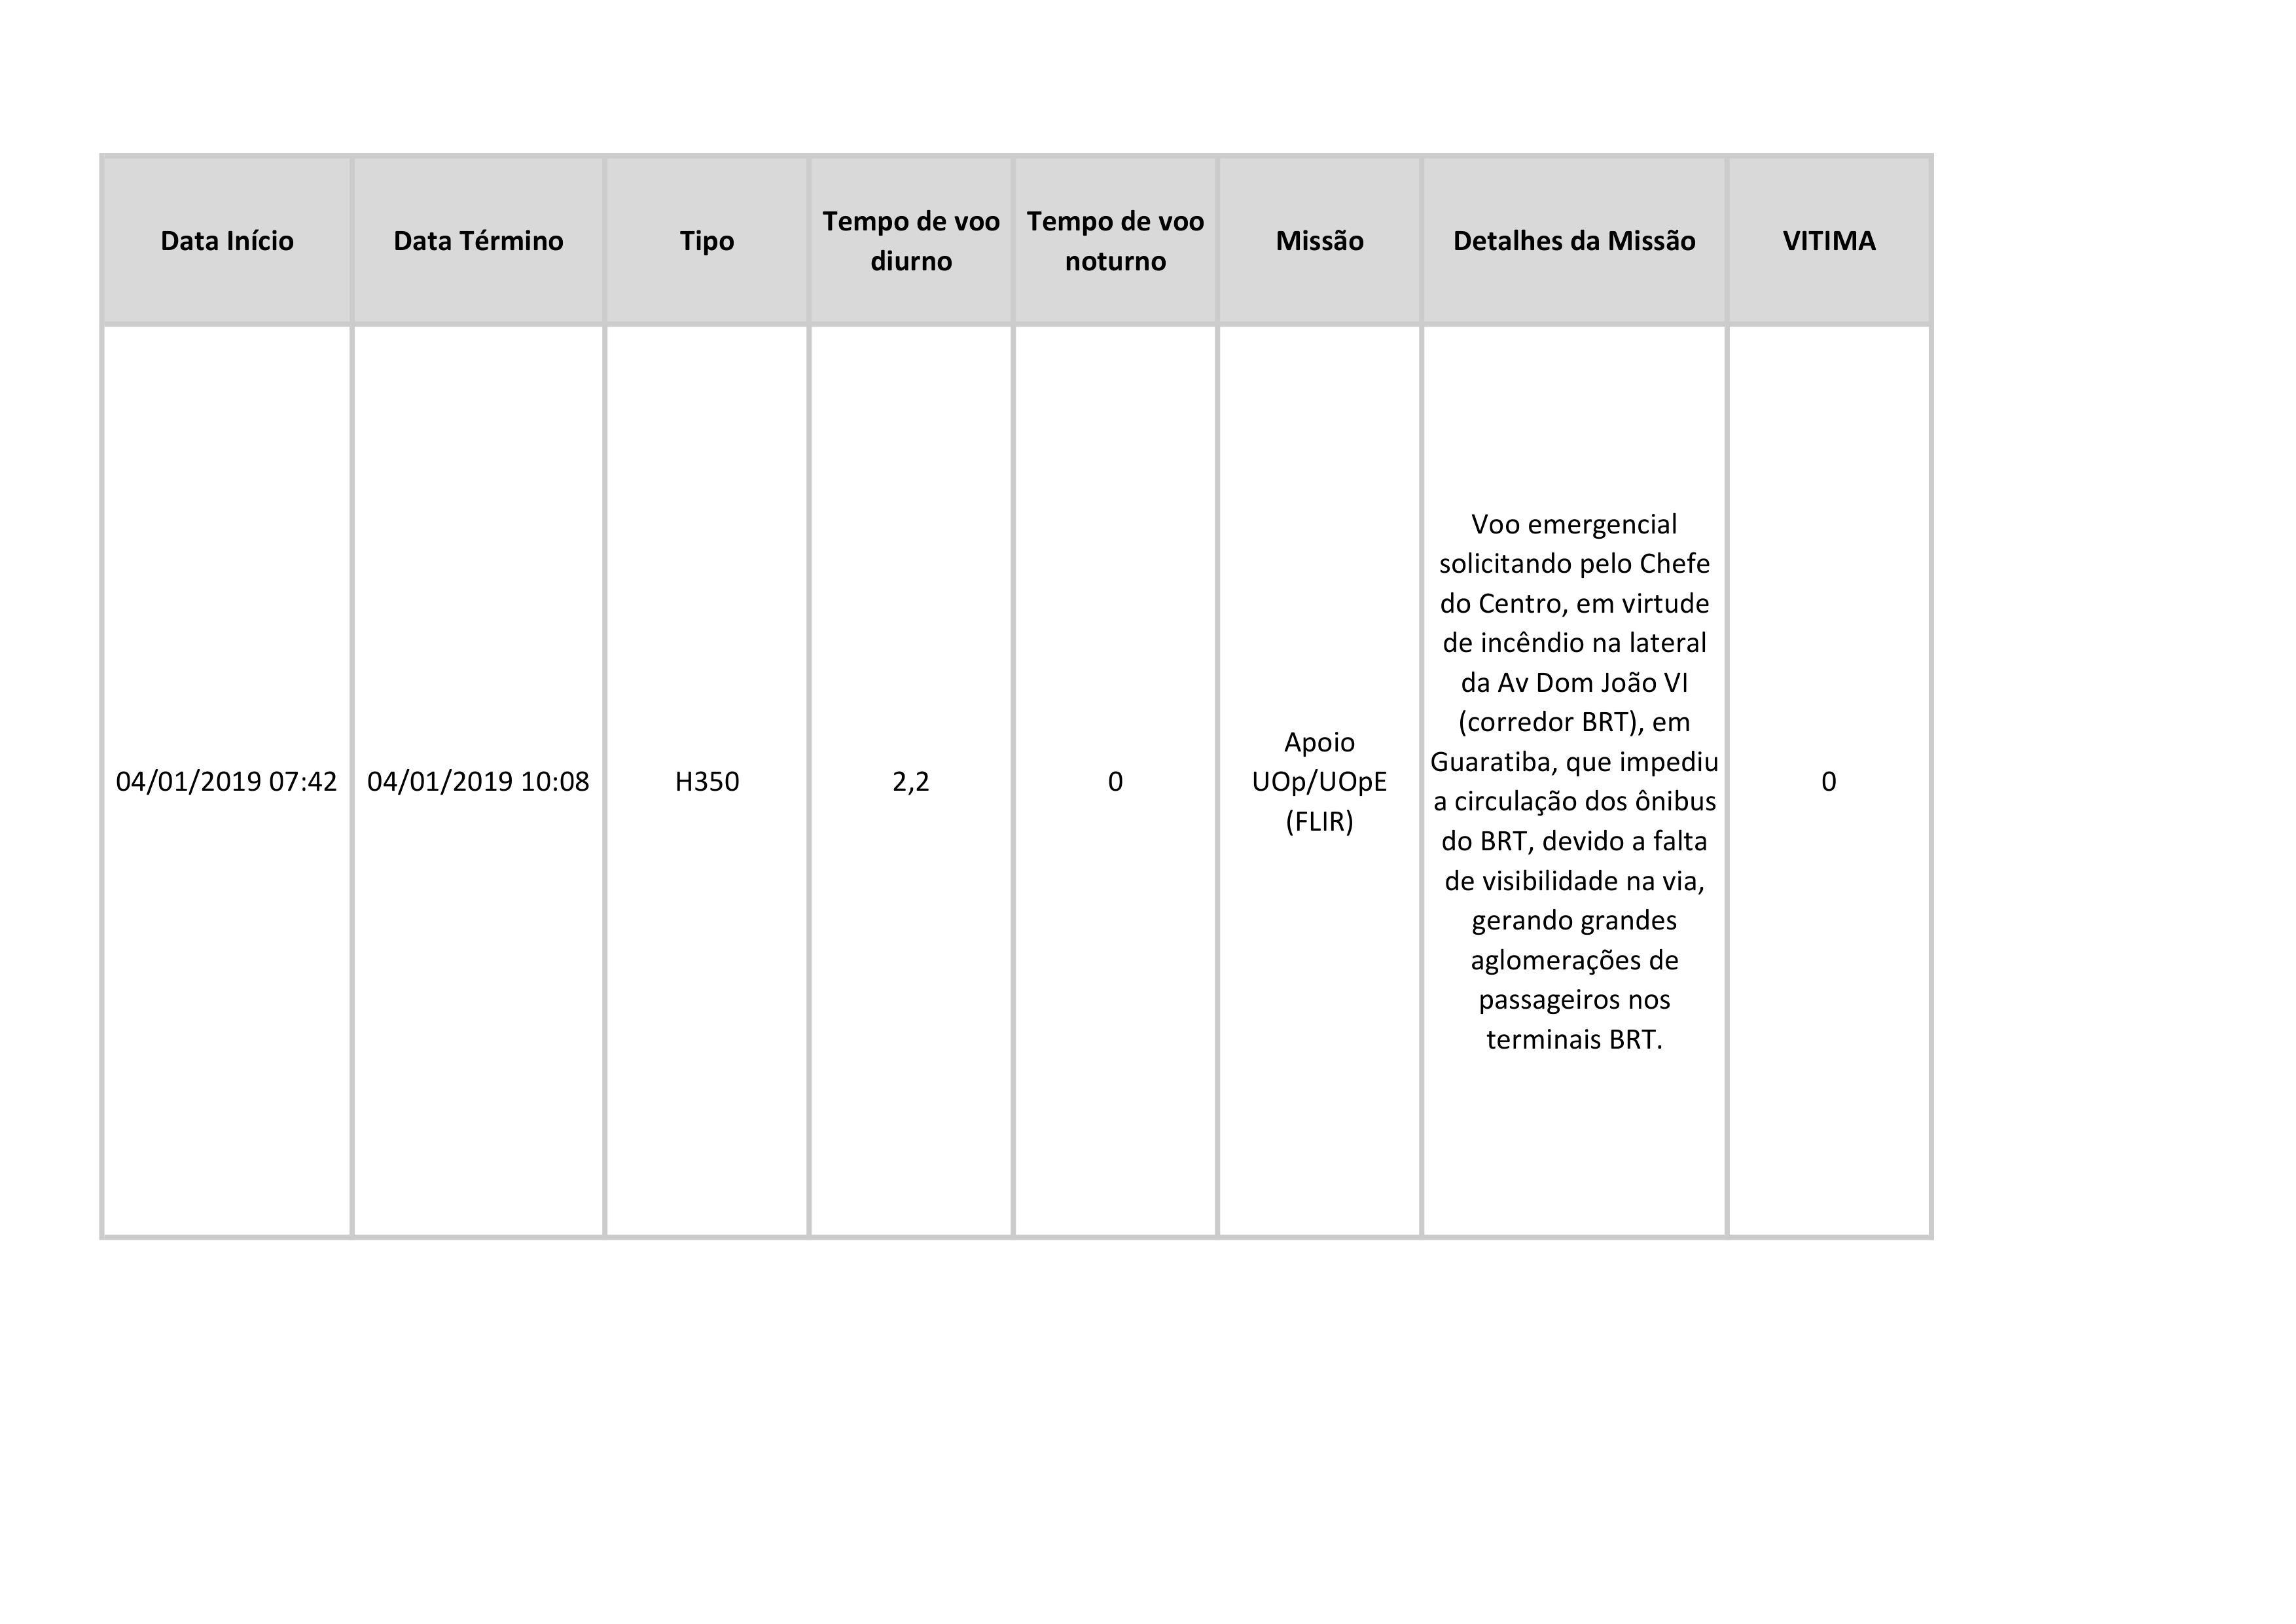 Data Início
Data Término
Tipo
Tempo de voo
diurno
Tempo de voo
noturno
Missão
Detalhes da Missão
VITIMA
04/01/2019 07:42
04/01/2019 10:08
H350
2,2
0
Apoio
UOp/UOpE
(FLIR)
Voo emergencial
solicitando pelo Chefe
do Centro, em virtude
de incêndio na lateral
da Av Dom João VI
(corredor BRT), em
Guaratiba, que impediu
a circulação dos ônibus
do BRT, devido a falta
de visibilidade na via,
gerando grandes
aglomerações de
passageiros nos
terminais BRT.
0